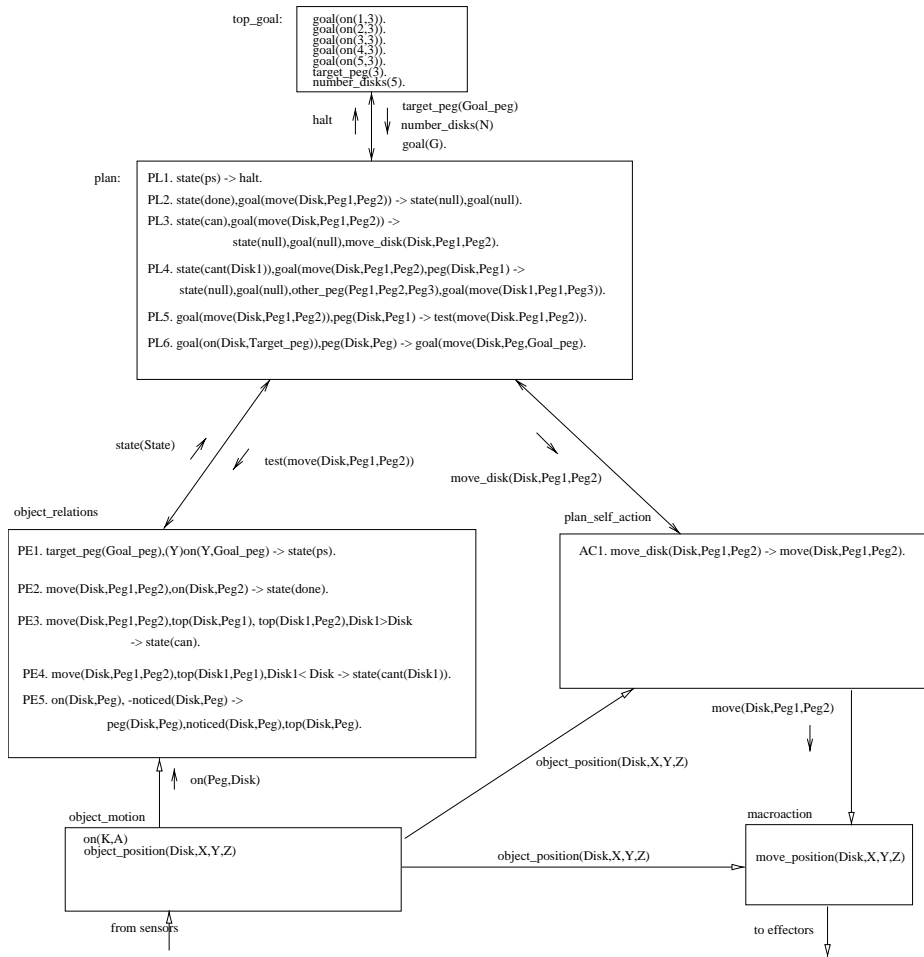 top_goal:
goal(on(1,3)).
goal(on(2,3)).
goal(on(3,3)).
goal(on(4,3)).
goal(on(5,3)).
target_peg(3).
number_disks(5).
halt
target_peg(Goal_peg)
number_disks(N)
goal(G).
plan:
PL1. state(ps) -> halt.
PL2. state(done),goal(move(Disk,Peg1,Peg2)) -> state(null),goal(null).
PL3. state(can),goal(move(Disk,Peg1,Peg2)) ->
state(null),goal(null),move_disk(Disk,Peg1,Peg2).
PL4. state(cant(Disk1)),goal(move(Disk,Peg1,Peg2),peg(Disk,Peg1) ->
state(null),goal(null),other_peg(Peg1,Peg2,Peg3),goal(move(Disk1,Peg1,Peg3)).
PL5. goal(move(Disk,Peg1,Peg2)),peg(Disk,Peg1) -> test(move(Disk.Peg1,Peg2)).
PL6. goal(on(Disk,Target_peg)),peg(Disk,Peg) -> goal(move(Disk,Peg,Goal_peg).
state(State)
test(move(Disk,Peg1,Peg2))
move_disk(Disk,Peg1,Peg2)
object_relations
PE1. target_peg(Goal_peg),(Y)on(Y,Goal_peg) -> state(ps).
PE2. move(Disk,Peg1,Peg2),on(Disk,Peg2) -> state(done).
PE3. move(Disk,Peg1,Peg2),top(Disk,Peg1), top(Disk1,Peg2),Disk1>Disk
-> state(can).
PE4. move(Disk,Peg1,Peg2),top(Disk1,Peg1),Disk1< Disk -> state(cant(Disk1)).
PE5. on(Disk,Peg), -noticed(Disk,Peg) ->
peg(Disk,Peg),noticed(Disk,Peg),top(Disk,Peg).
plan_self_action
AC1. move_disk(Disk,Peg1,Peg2) -> move(Disk,Peg1,Peg2).
move(Disk,Peg1,Peg2)
on(Peg,Disk)
object_position(Disk,X,Y,Z)
object_motion
on(K,A)
object_position(Disk,X,Y,Z)
object_position(Disk,X,Y,Z)
macroaction
move_position(Disk,X,Y,Z)
from sensors
to effectors